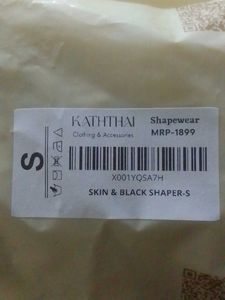 KATHTHAI
Clothing & Accessories
Shapewear
MRP-1899
S
X001YQ5A7H
SKIN & BLACK SHAPER-S